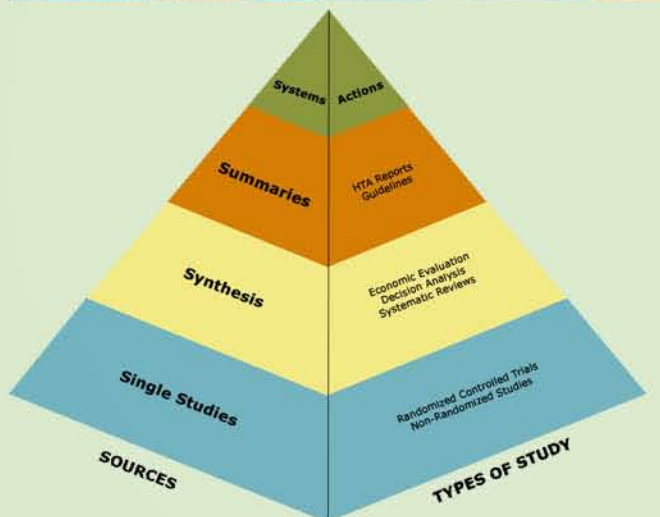 Systems
Actions
Summaries
HTA Reports
Guidelines
Synthesis
Economic Evaluation
Decision Analysis
Systematic Reviews
Single Studies
Randomized Controlled Trials
Non-Randomized Studies
SOURCES
TYPES OF STUDY